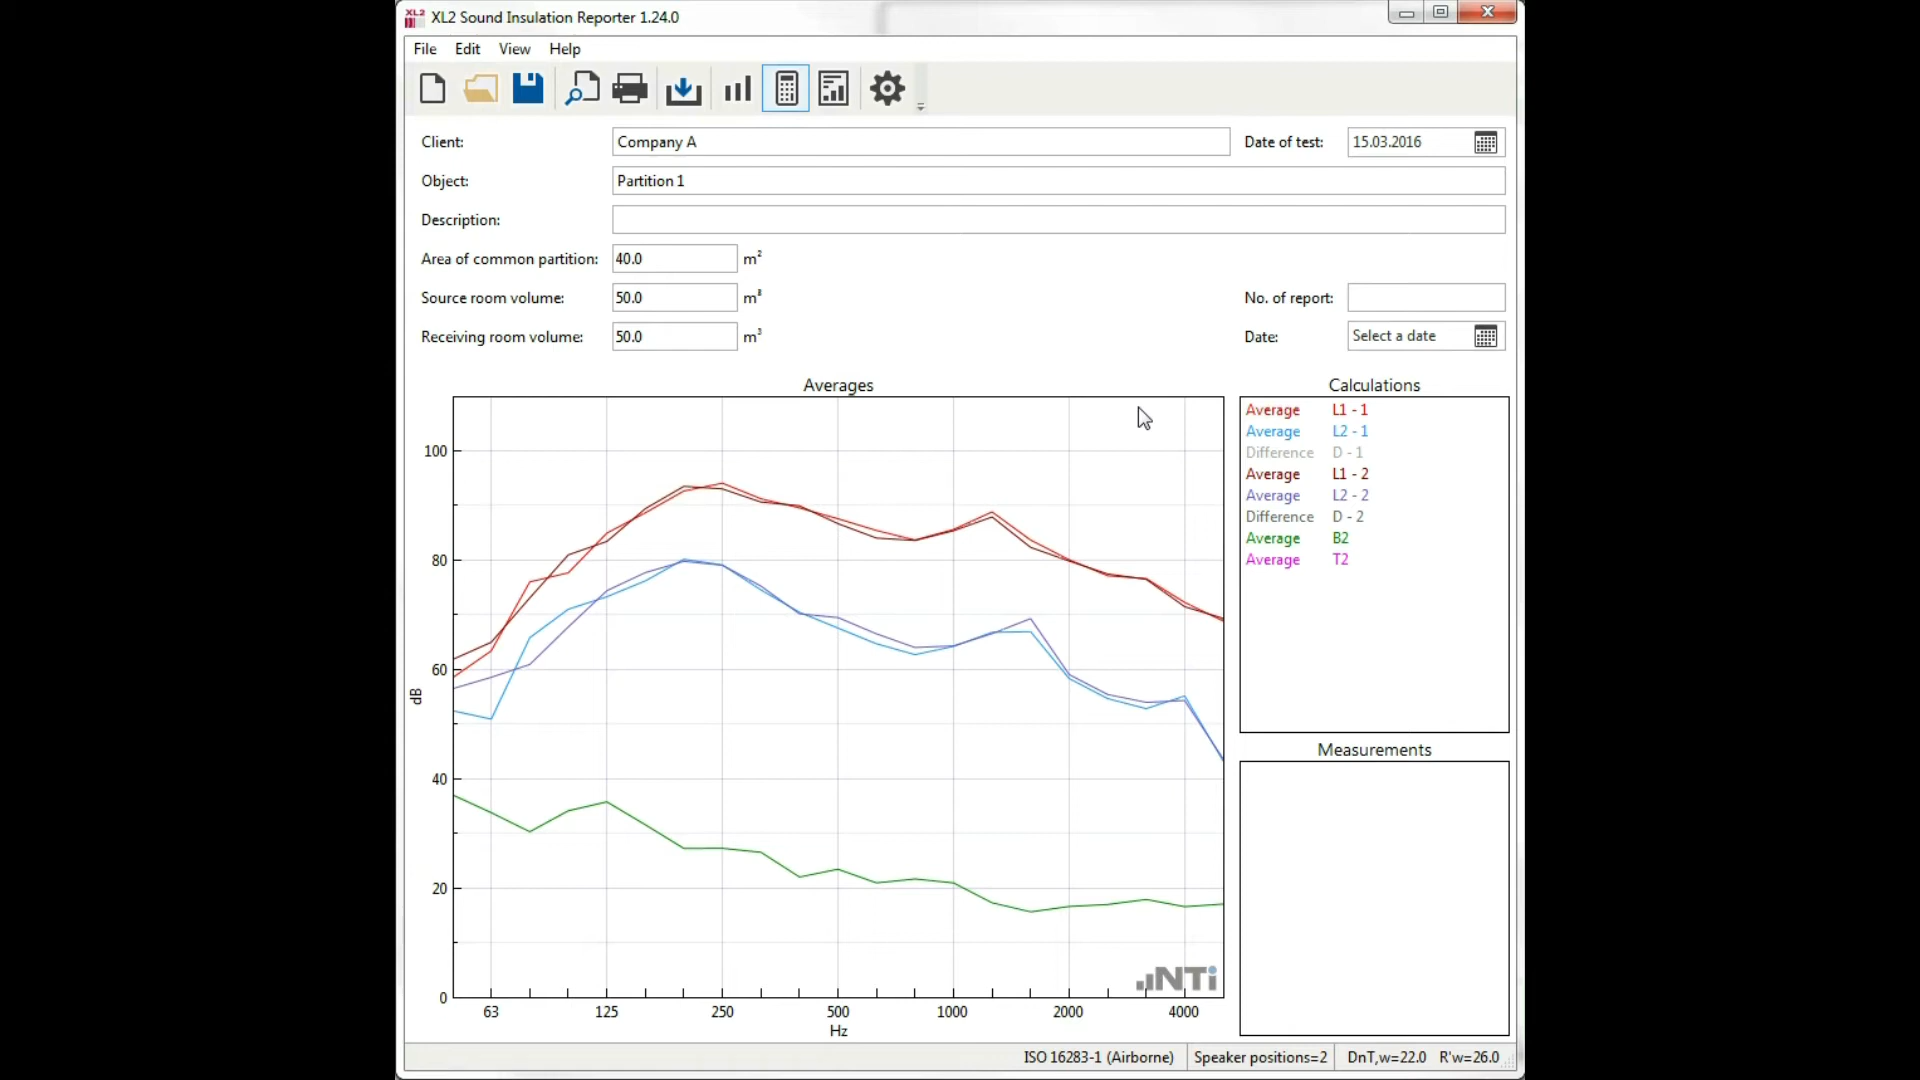 XL2 Sound Insulation Reporter 1.24.0
File Edit View Help
Client: Company A Date of test: 15.03.2016
Object: Partition 1
Description:
Area of common partition: 40.0 m²
Source room volume: 50.0 m³ No. of report:
Receiving room volume: 50.0 m³ Date: Select a date
Averages
100
80
60
40
20
0
dB
63 125 250 500 1000 2000 4000
Hz
NTi
Calculations
Average L1 - 1
Average L2 - 1
Difference D - 1
Average L1 - 2
Average L2 - 2
Difference D - 2
Average B2
Average T2
Measurements
ISO 16283-1 (Airborne) Speaker positions=2 DnT,w=22.0 R'w=26.0